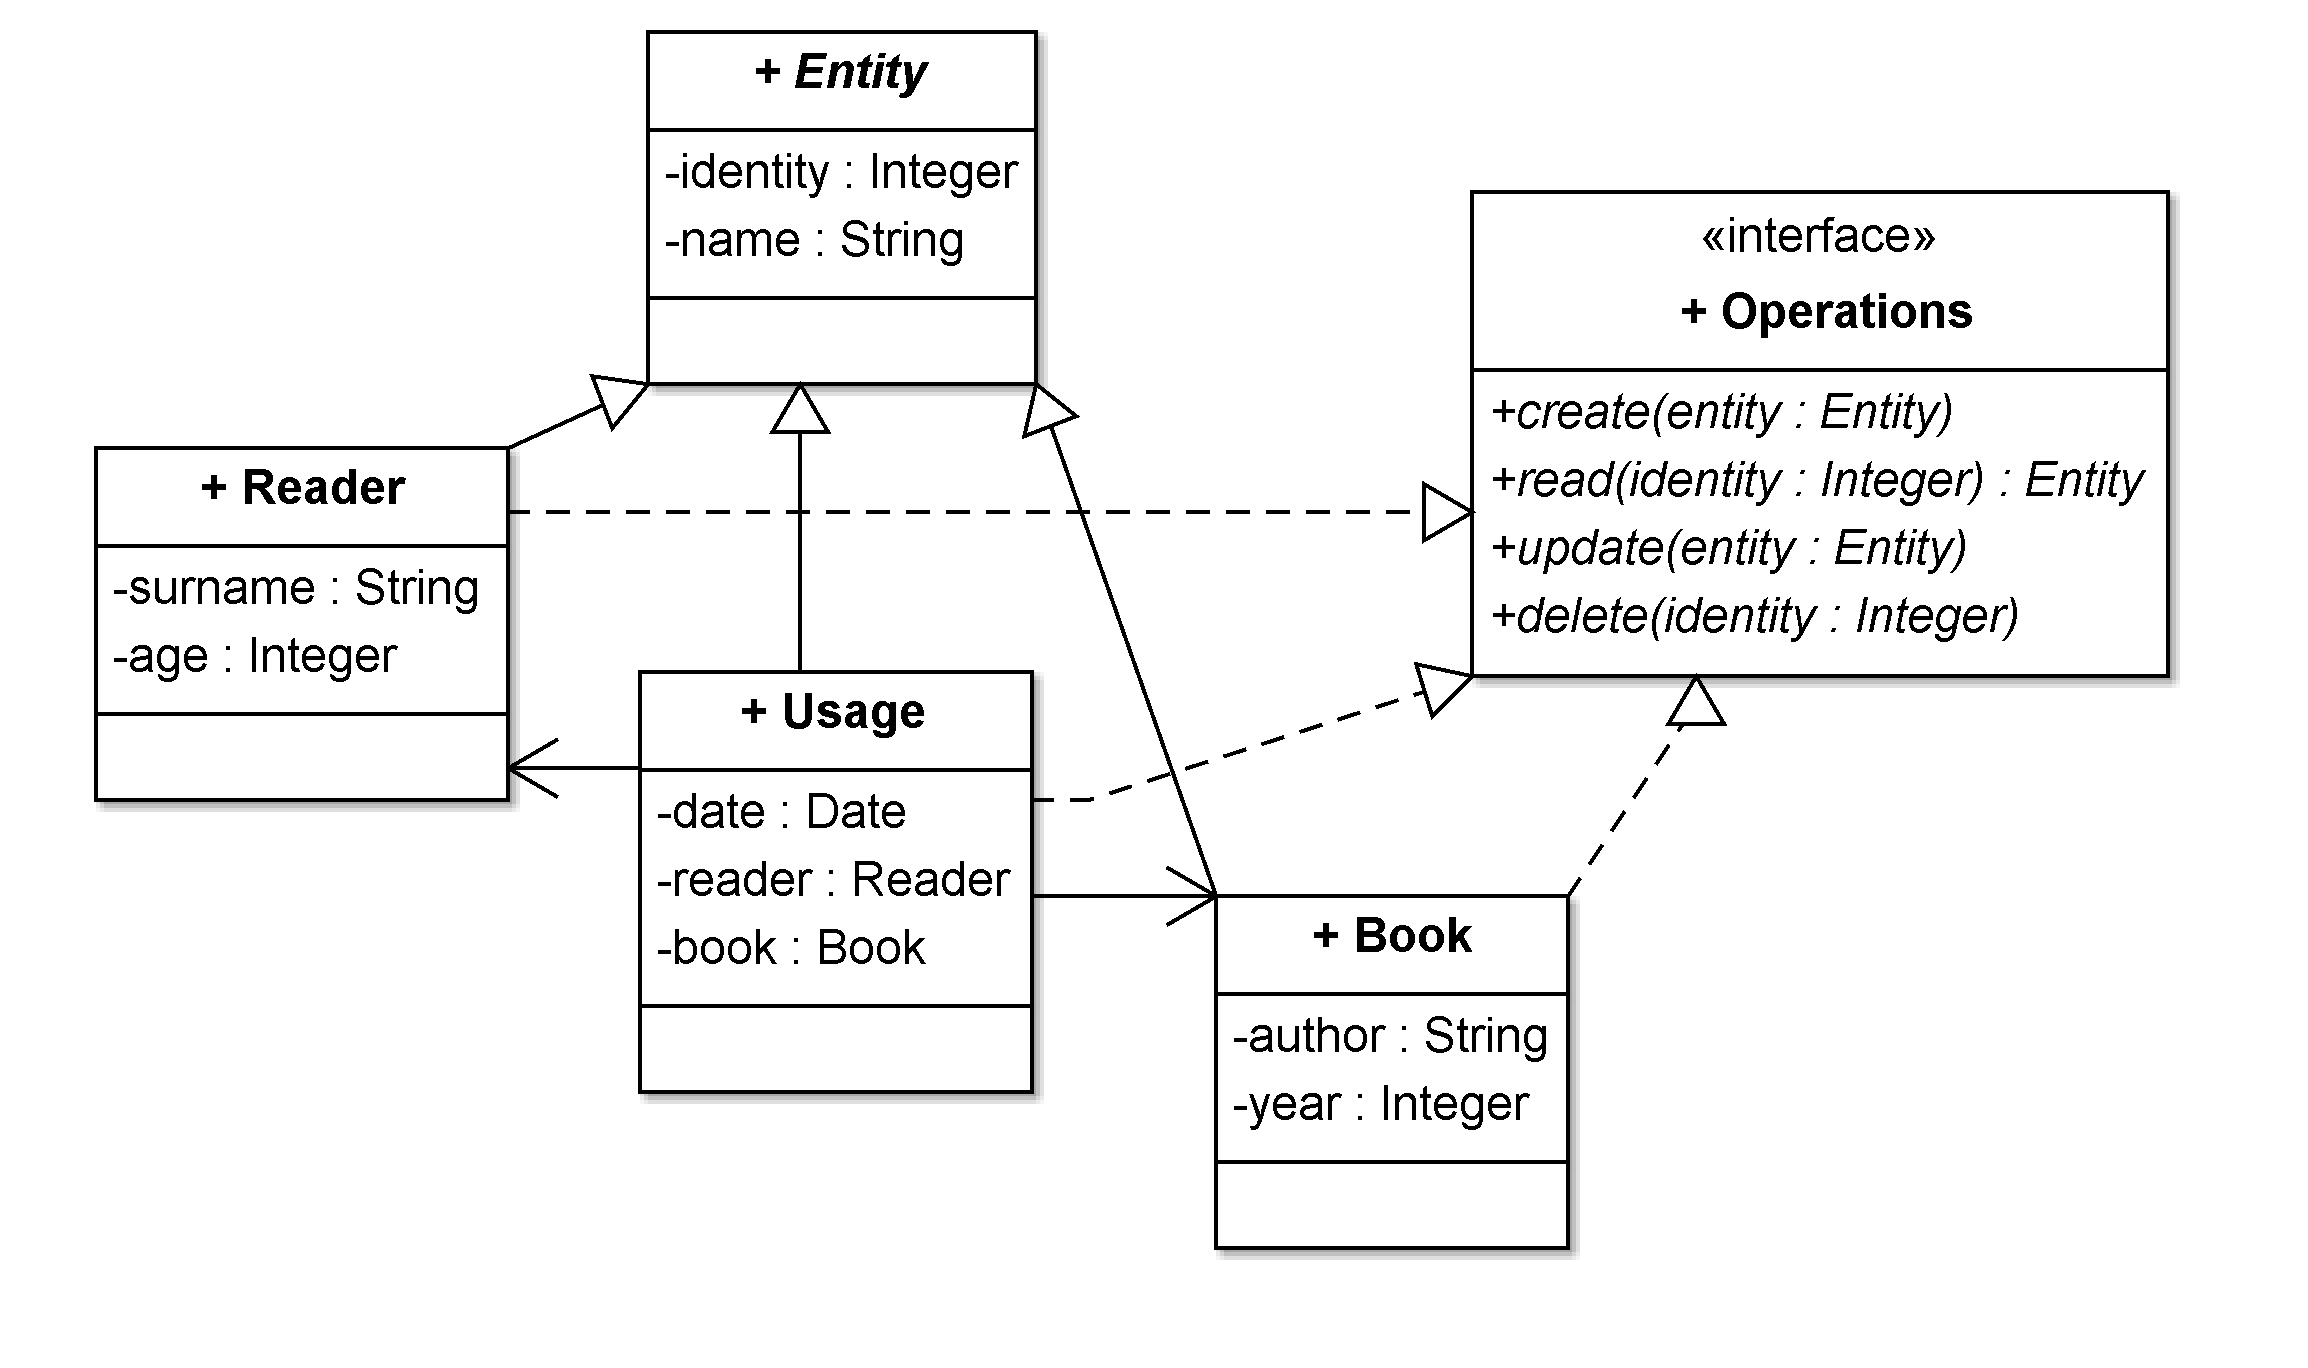 + Entity
-identity : Integer
-name : String
«interface»
+ Operations
+create(entity : Entity)
+read(identity : Integer) : Entity
+update(entity : Entity)
+delete(identity : Integer)
+ Reader
-surname : String
-age : Integer
+ Usage
-date : Date
-reader : Reader
-book : Book
+ Book
-author : String
-year : Integer